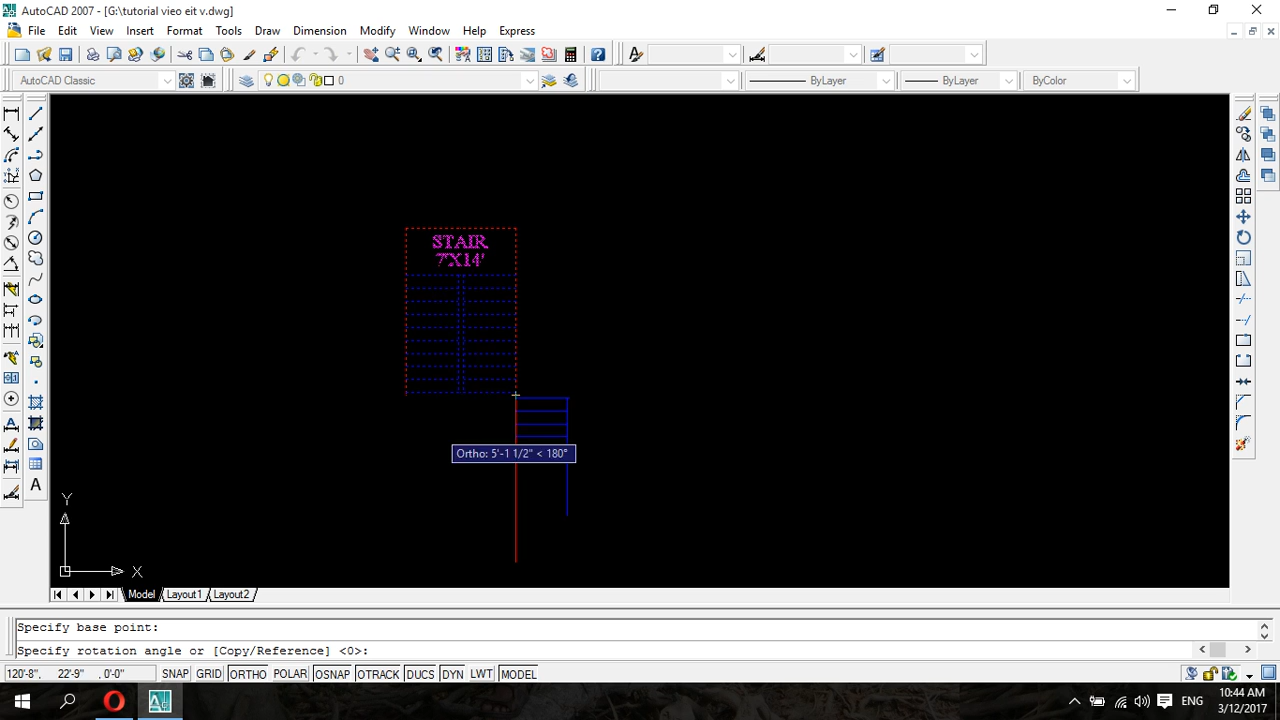 AutoCAD 2007 - [G:\tutorial vieo eit v.dwg]
File Edit View Insert Format Tools Draw Dimension Modify Window Help Express
AutoCAD Classic
0
ByLayer
ByLayer
ByColor
STAIR
7'X14'
Ortho: 5'-1 1/2" < 180°
Y
X
A
Model Layout1 Layout2
Specify base point:
Specify rotation angle or [Copy/Reference] <0>:
120'-8", 22'-9" , 0'-0" SNAP GRID ORTHO POLAR OSNAP OTRACK DUCS DYN LWT MODEL
ENG
10:44 AM
3/12/2017